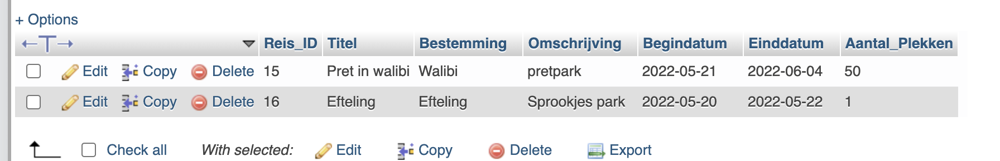 + Options
←T→ Reis_ID Titel Bestemming Omschrijving Begindatum Einddatum Aantal_Plekken
Edit Copy Delete 15 Pret in walibi Walibi pretpark 2022-05-21 2022-06-04 50
Edit Copy Delete 16 Efteling Efteling Sprookjes park 2022-05-20 2022-05-22 1
Check all With selected: Edit Copy Delete Export